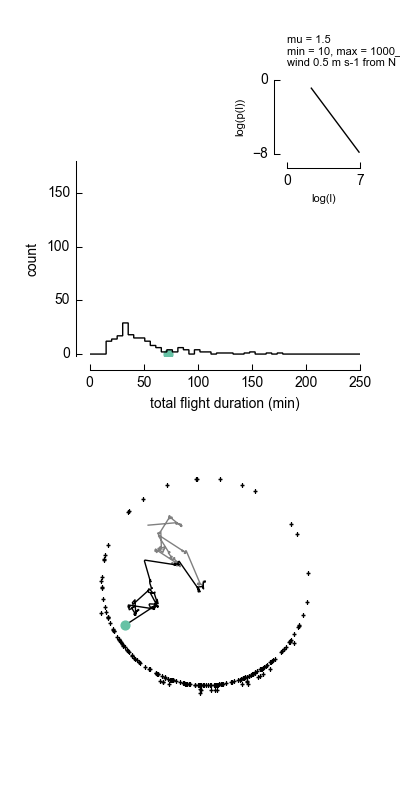 mu = 1.5
min = 10, max = 1000_
wind 0.5 m s-1 from N
0
−8
log(p(l))
0 7
log(l)
150
100
50
0
count
0 50 100 150 200 250
total flight duration (min)